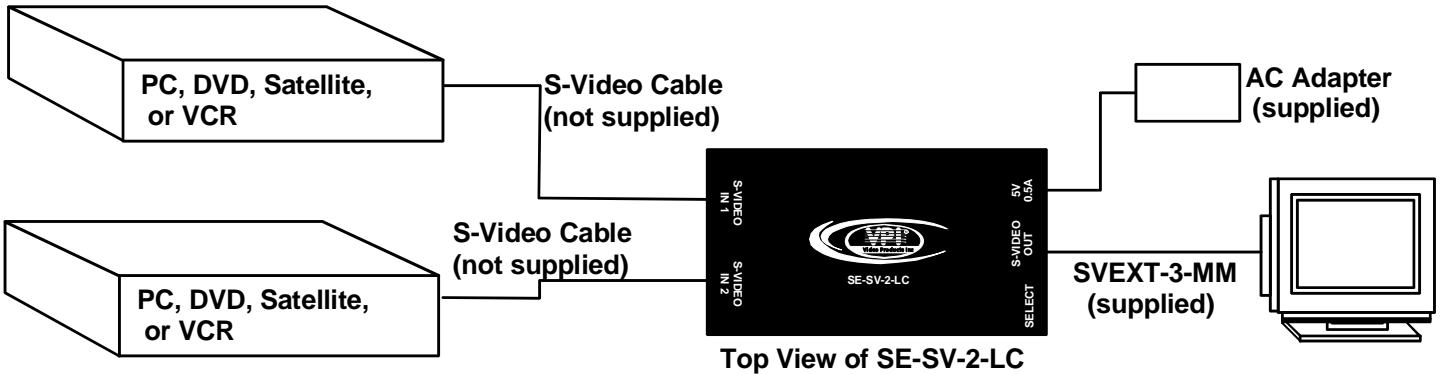 PC, DVD, Satellite,
or VCR
S-Video Cable
(not supplied)
AC Adapter
(supplied)
PC, DVD, Satellite,
or VCR
S-Video Cable
(not supplied)
S-VIDEO
IN 1
S-VIDEO
IN 2
VPI®
Video Products Inc
SE-SV-2-LC
5V
0.5A
S-VIDEO
OUT
SELECT
SVEXT-3-MM
(supplied)
Top View of SE-SV-2-LC